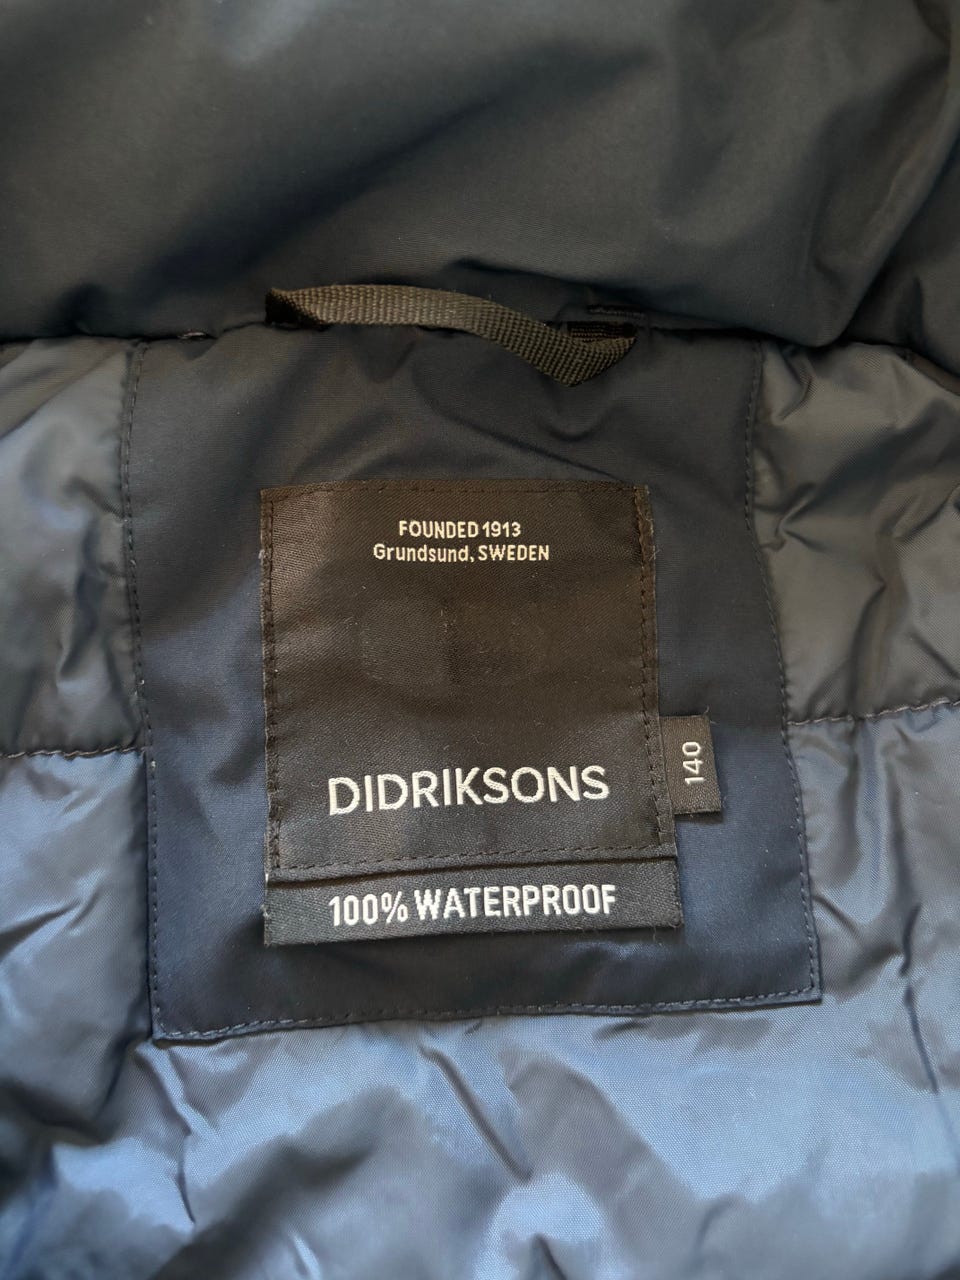 FOUNDED 1913
Grundsund, SWEDEN
DIDRIKSONS
140
100% WATERPROOF